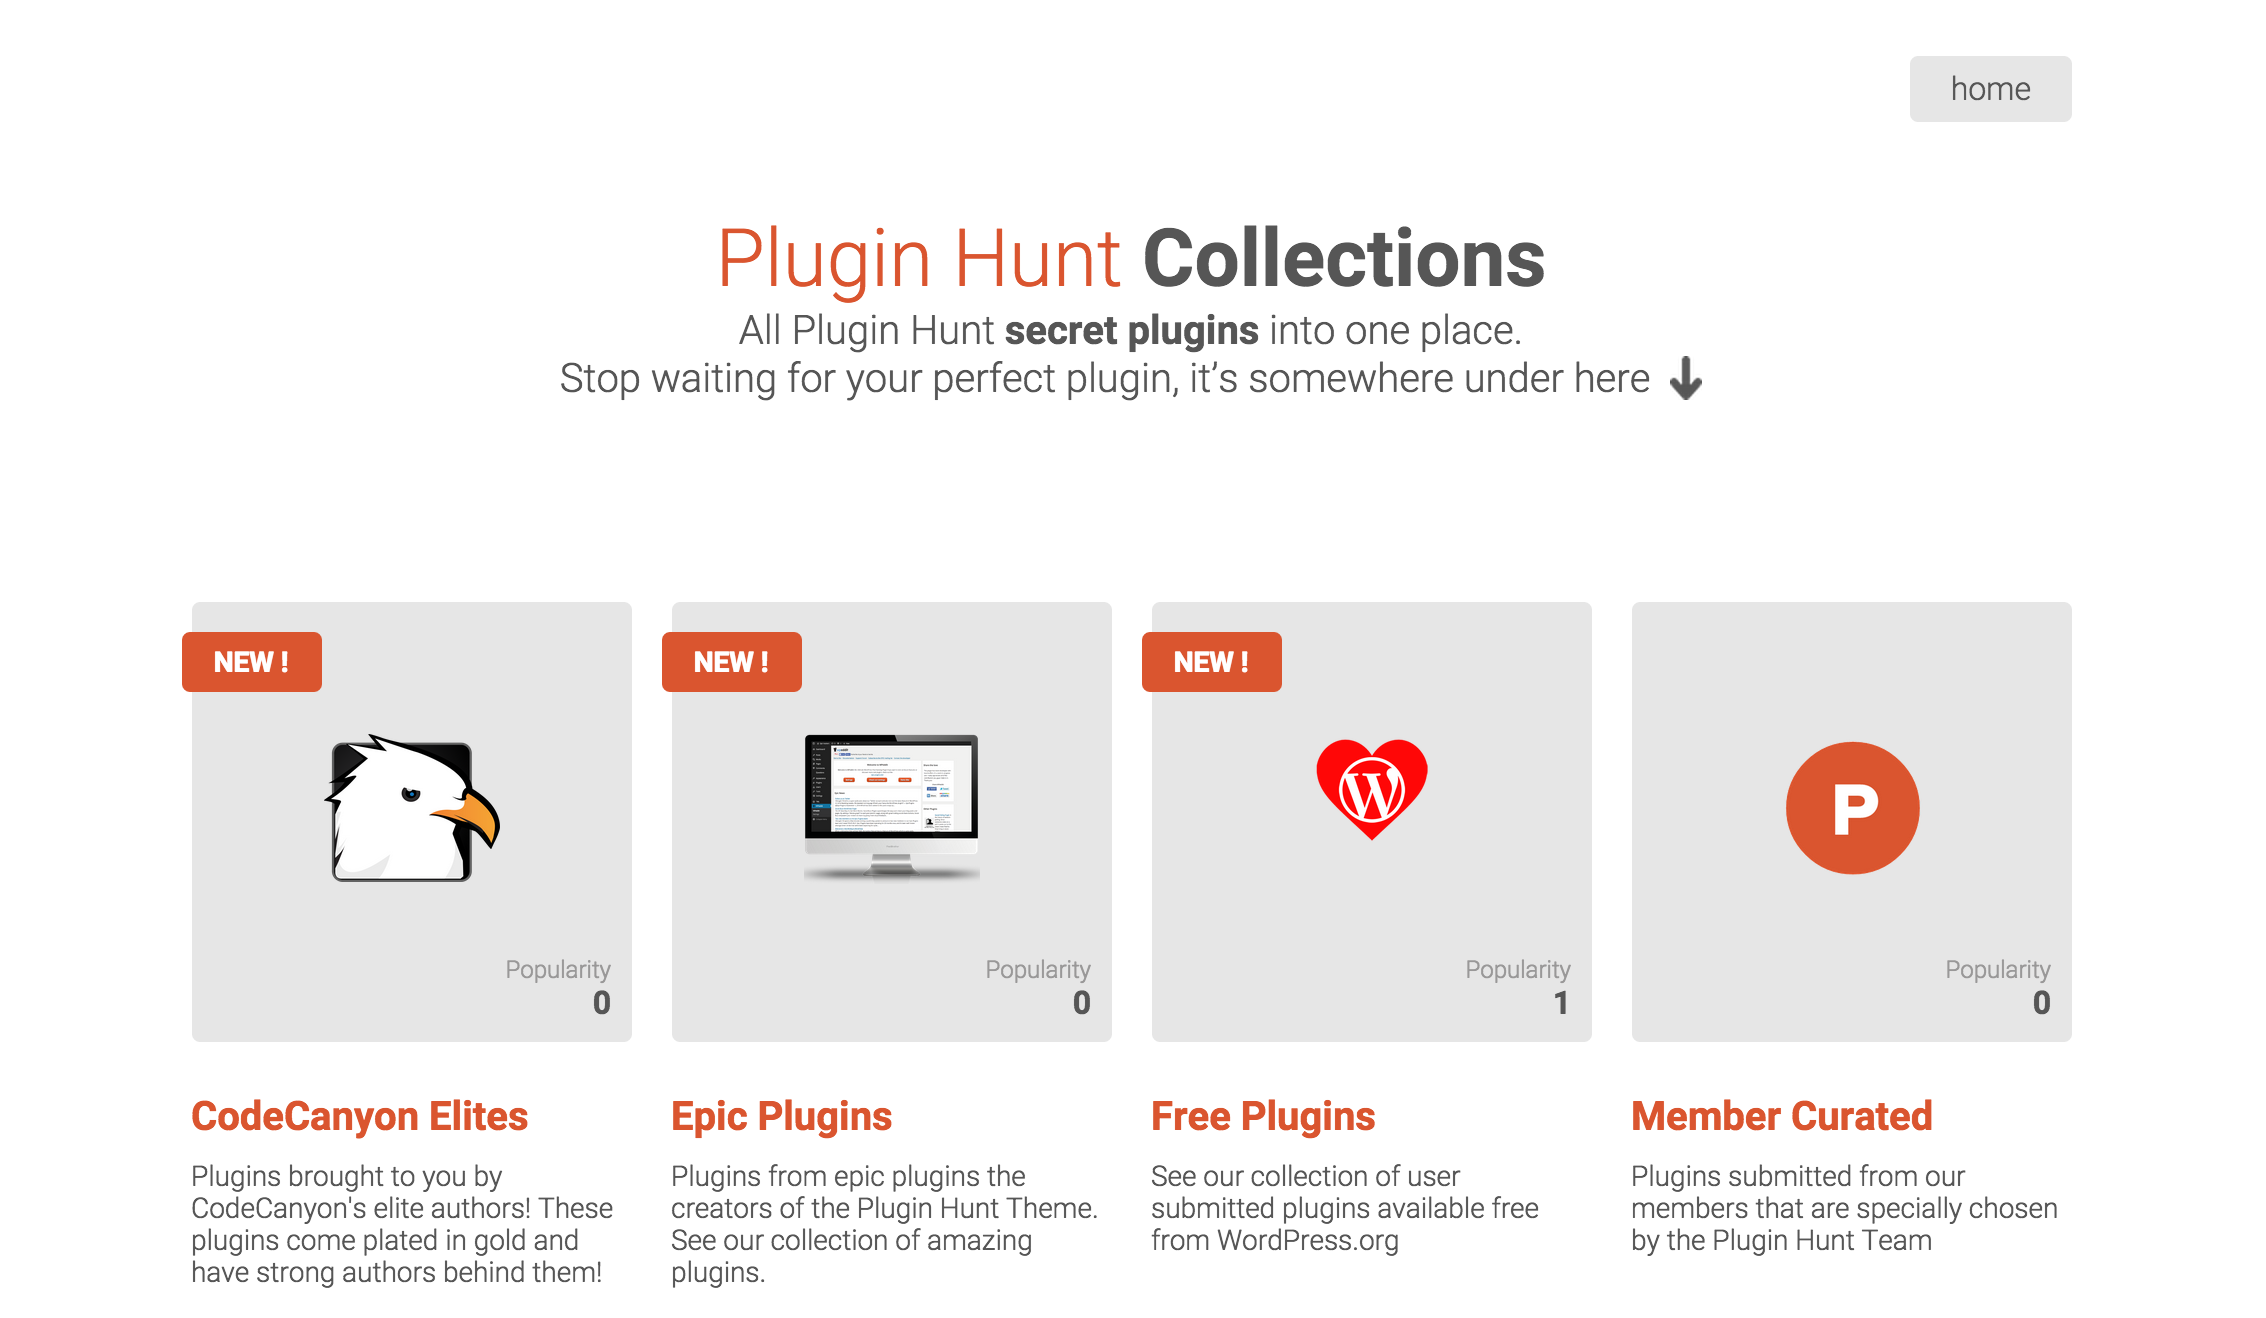 home
Plugin Hunt Collections
All Plugin Hunt secret plugins into one place.
Stop waiting for your perfect plugin, it’s somewhere under here
NEW !
NEW !
NEW !
P
Popularity
0
Popularity
0
Popularity
1
Popularity
0
CodeCanyon Elites
Plugins brought to you by
CodeCanyon's elite authors! These
plugins come plated in gold and
have strong authors behind them!
Epic Plugins
Plugins from epic plugins the
creators of the Plugin Hunt Theme.
See our collection of amazing
plugins.
Free Plugins
See our collection of user
submitted plugins available free
from WordPress.org
Member Curated
Plugins submitted from our
members that are specially chosen
by the Plugin Hunt Team